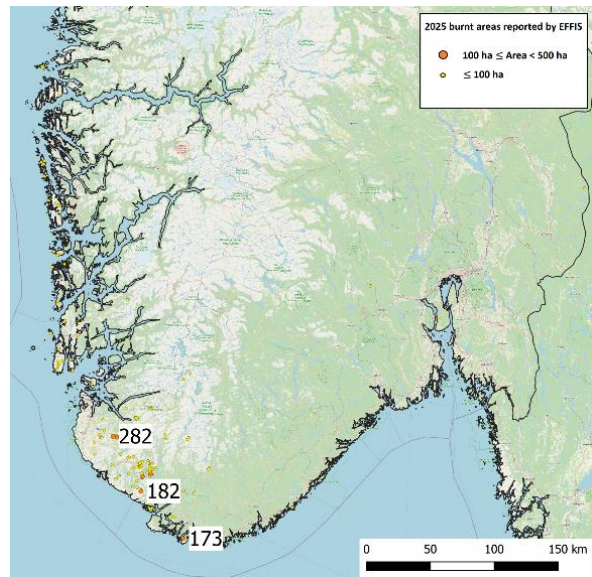 2025 burnt areas reported by EFFIS
100 ha ≤ Area < 500 ha
≤ 100 ha
282
182
173
0 50 100 150 km